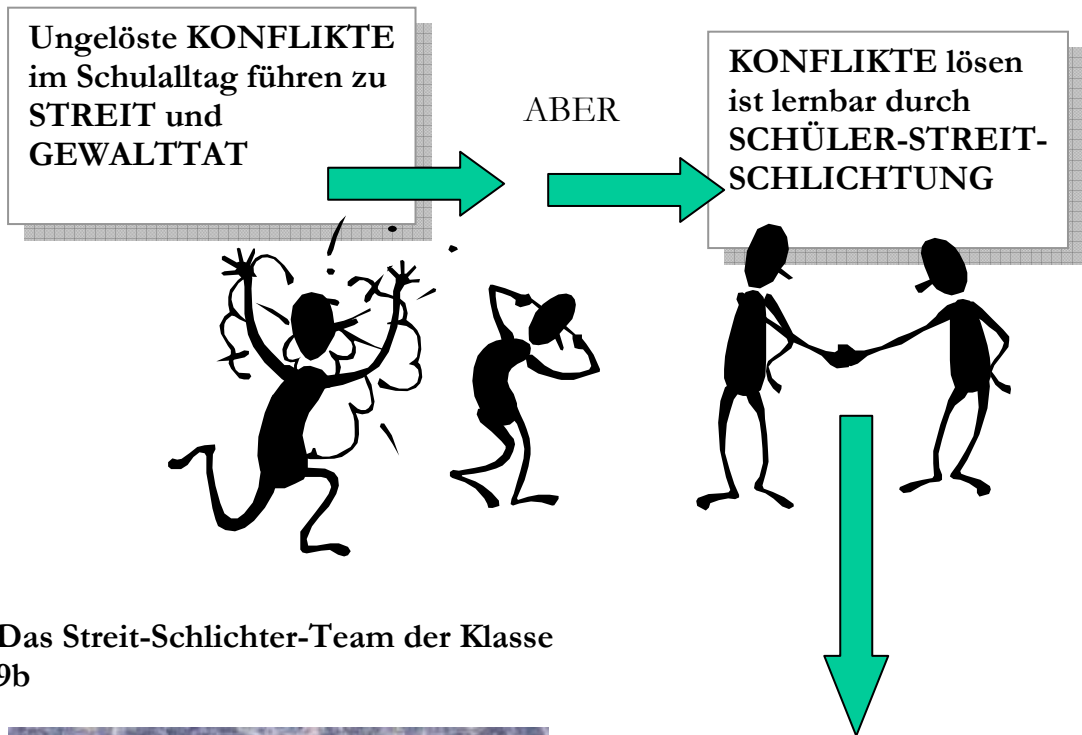 Ungelöste KONFLIKTE
im Schulalltag führen zu
STREIT und
GEWALTTAT
ABER
KONFLIKTE lösen
ist lernbar durch
SCHÜLER-STREIT-
SCHLICHTUNG
Das Streit-Schlichter-Team der Klasse
9b